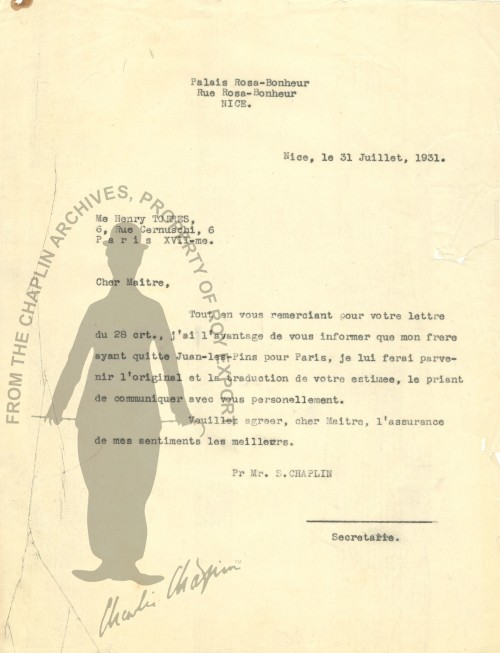 Palais Rosa-Bonheur
Rue Rosa-Bonheur
NICE.
Nice, le 31 Juillet, 1931.
Me Henry TORRES,
6, Rue Cernuschi, 6
Paris XVII-me.
Cher Maitre,
Tout en vous remerciant pour votre lettre
du 28 crt., j'ai l'avantage de vous informer que mon frere
ayant quitte Juan-les-Pins pour Paris, je lui ferai parve-
nir l'original et la traduction de votre estimee, le priant
de communiquer avec vous personellement.
Veuillez agreer, cher Maitre, l'assurance
de mes sentiments les meilleurs.
Pr Mr. S.CHAPLIN
Secretaire.
FROM THE CHAPLIN ARCHIVES, PROPERTY OF ROY EXPORT
Charlie Chaplin™